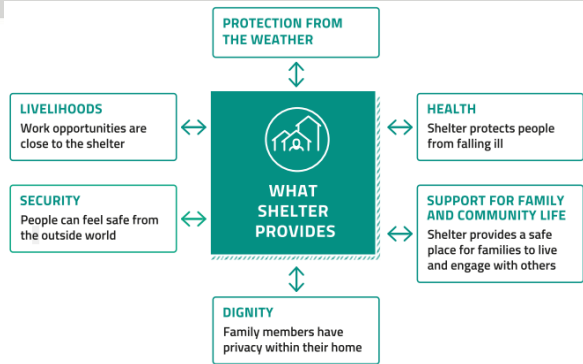 PROTECTION FROM
THE WEATHER
LIVELIHOODS
Work opportunities are
close to the shelter
HEALTH
Shelter protects people
from falling ill
WHAT
SHELTER
PROVIDES
SECURITY
People can feel safe from
the outside world
SUPPORT FOR FAMILY
AND COMMUNITY LIFE
Shelter provides a safe
place for families to live
and engage with others
DIGNITY
Family members have
privacy within their home